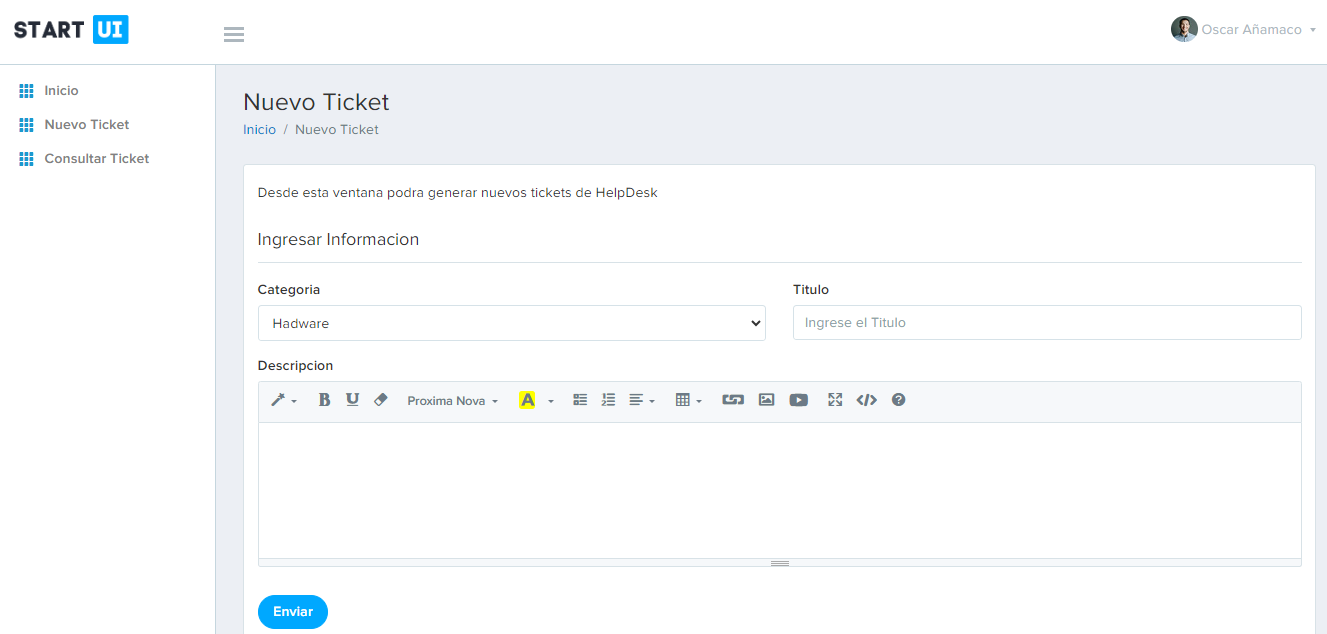 START UI
Oscar Añamaco
Inicio
Nuevo Ticket
Consultar Ticket
Nuevo Ticket
Inicio / Nuevo Ticket
Desde esta ventana podra generar nuevos tickets de HelpDesk
Ingresar Informacion
Categoria
Titulo
Hadware
Ingrese el Titulo
Descripcion
B U Proxima Nova A
Enviar